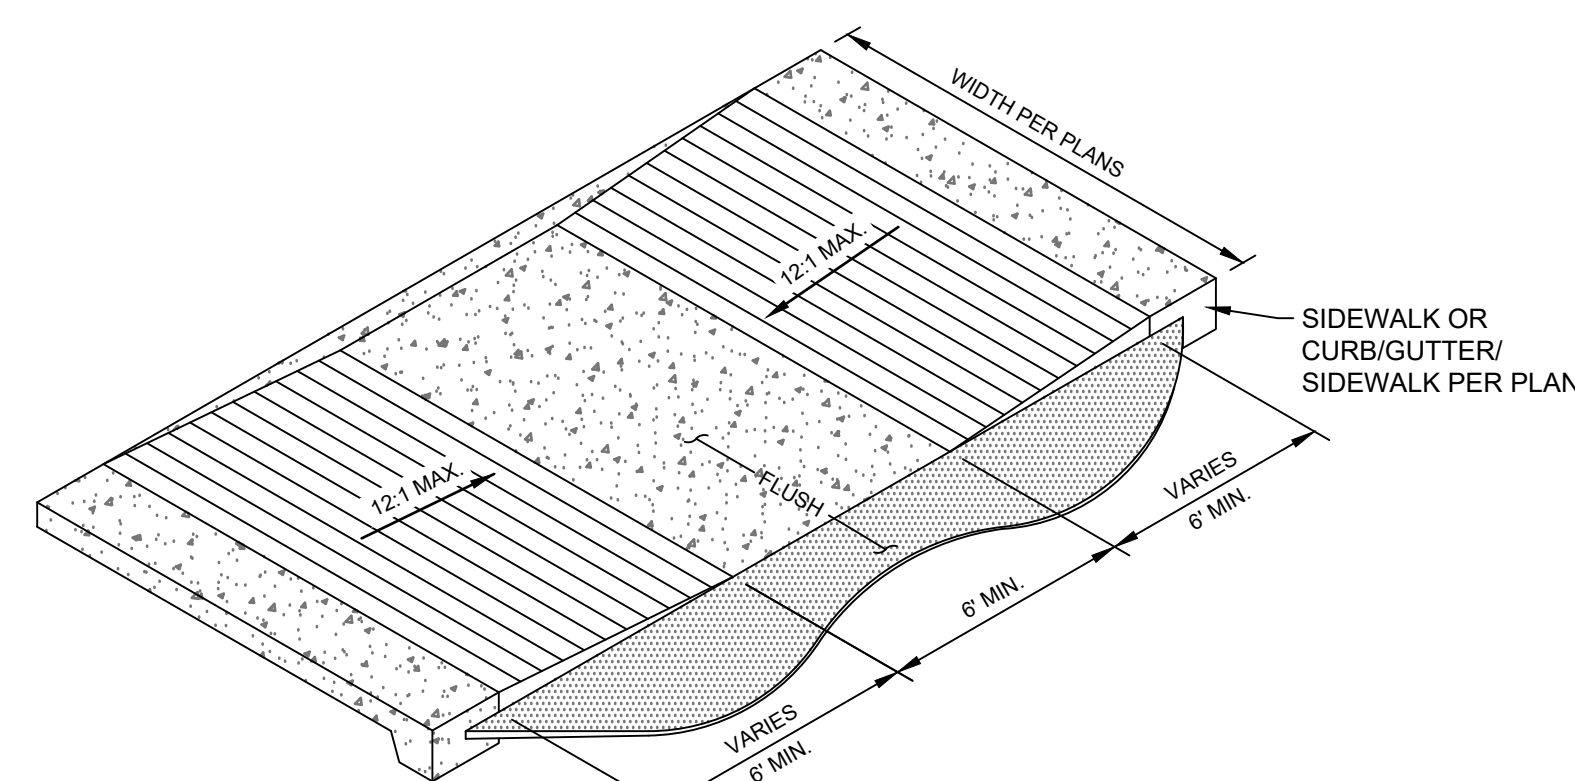 WIDTH PER PLANS
12:1 MAX.
SIDEWALK OR
CURB/GUTTER/
SIDEWALK PER PLAN
12:1 MAX.
FLUSH
VARIES
6' MIN.
6' MIN.
VARIES
6' MIN.